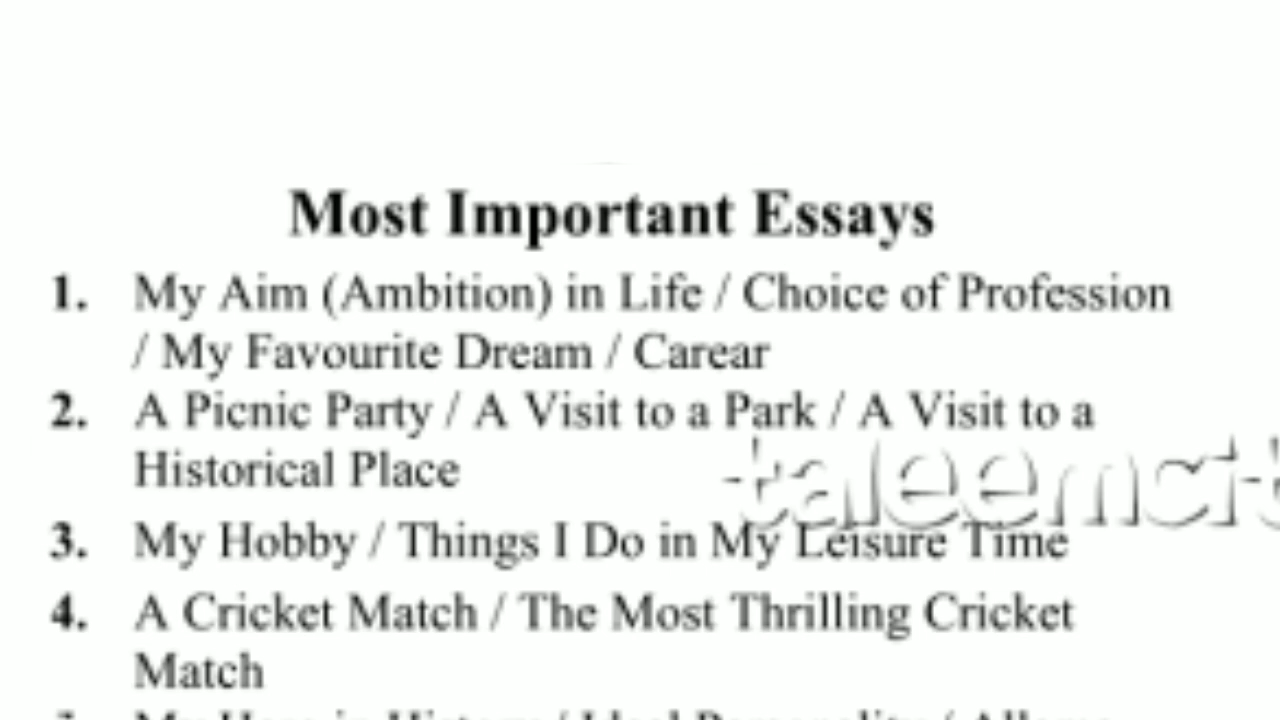 Most Important Essays
1. My Aim (Ambition) in Life / Choice of Profession
/ My Favourite Dream / Carear
2. A Picnic Party / A Visit to a Park / A Visit to a
Historical Place
taleemcit
3. My Hobby / Things I Do in My Leisure Time
4. A Cricket Match / The Most Thrilling Cricket
Match